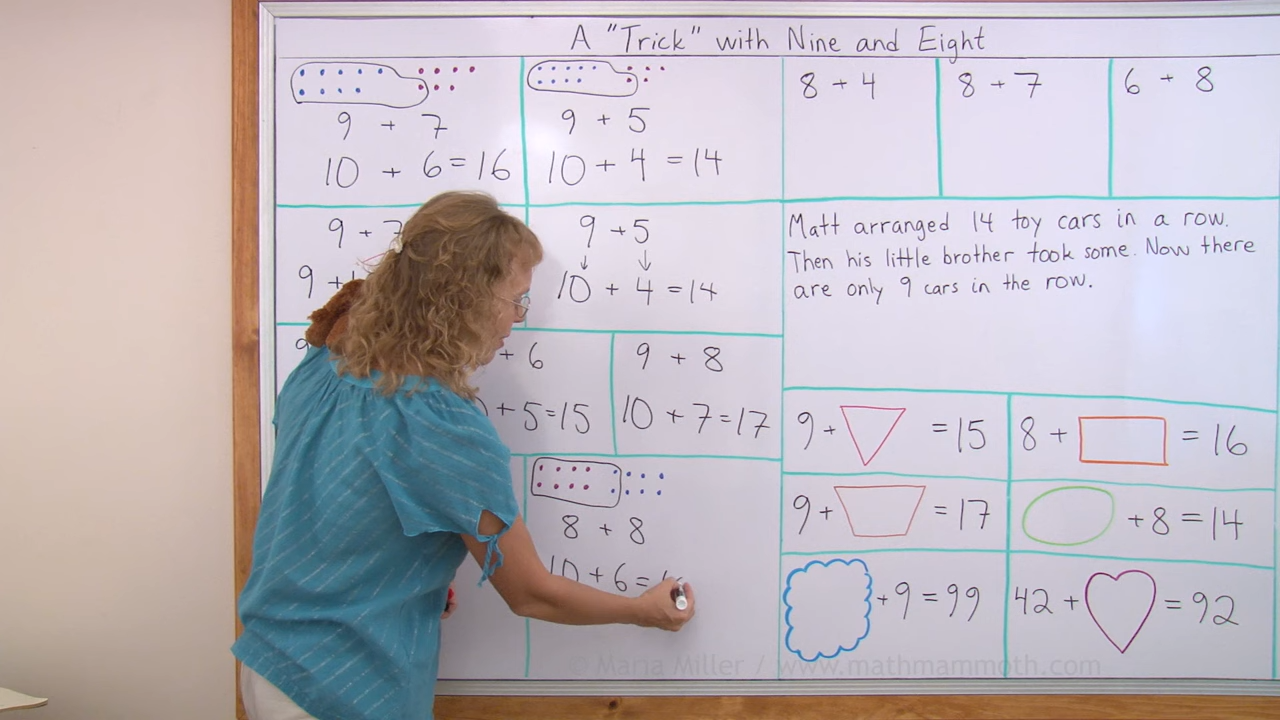 A "Trick" with Nine and Eight
9 + 7
10 + 6 = 16
9 + 5
10 + 4 = 14
8 + 4
8 + 7
6 + 8
9 + 7
9 +
9 + 5
10 + 4 = 14
Matt arranged 14 toy cars in a row.
Then his little brother took some. Now there
are only 9 cars in the row.
+ 6
+ 5 = 15
9 + 8
10 + 7 = 17
9 + = 15
8 + = 16
8 + 8
10 + 6 =
9 + = 17
+ 8 = 14
+ 9 = 99
42 + = 92
© Maria Miller / www.mathmammoth.com